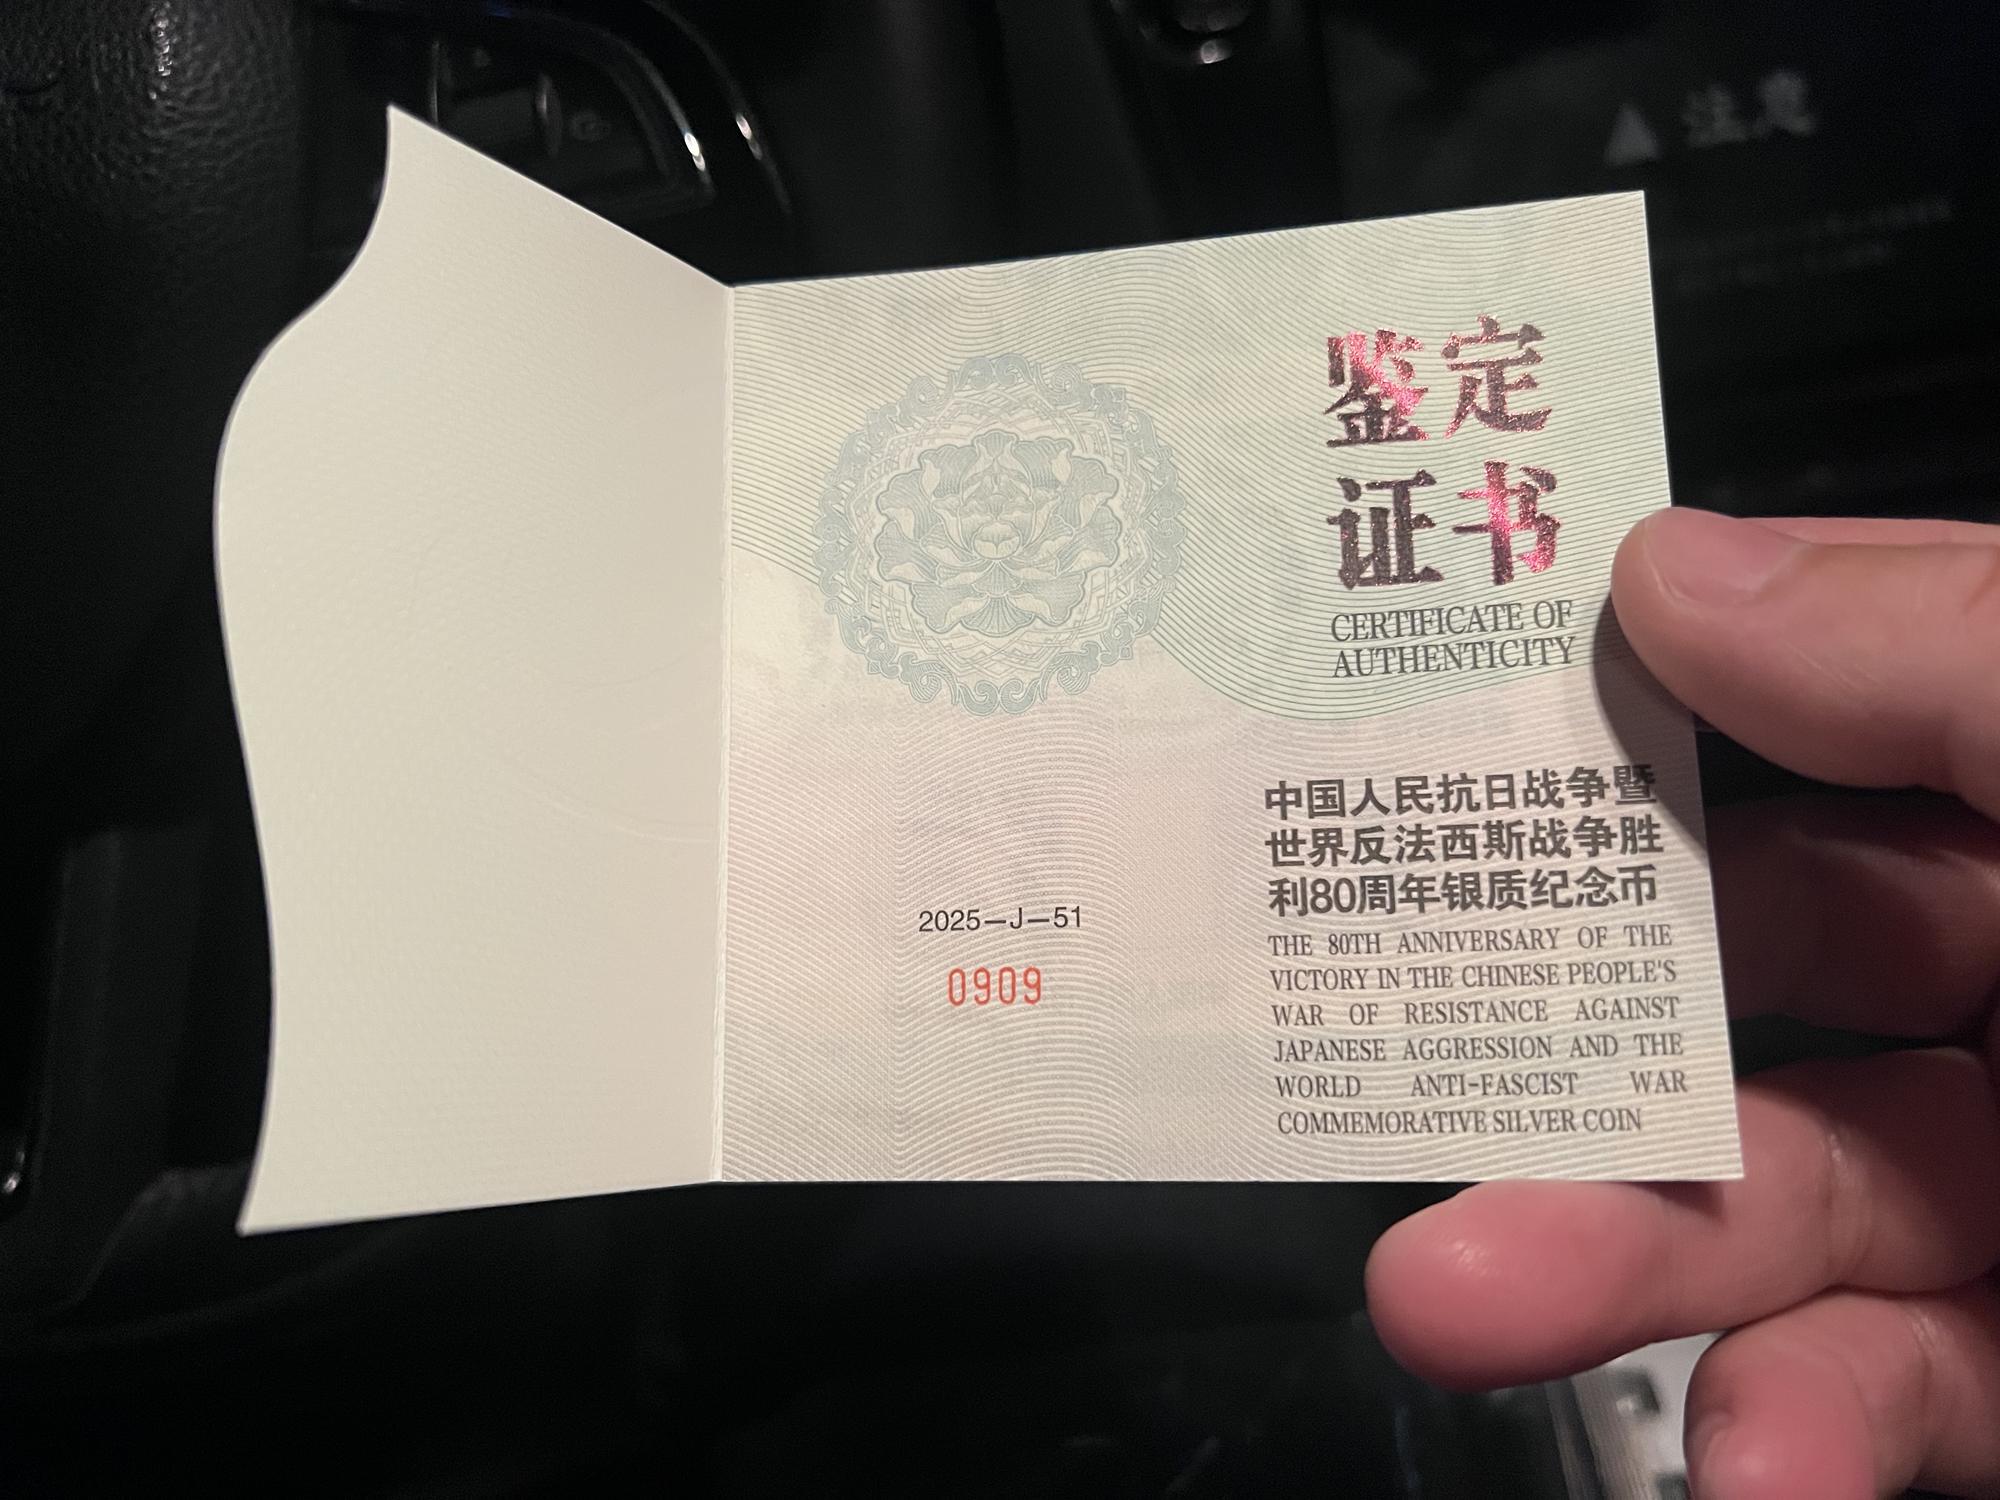 注意
鉴定
证书
CERTIFICATE OF
AUTHENTICITY
中国人民抗日战争暨
世界反法西斯战争胜
利80周年银质纪念币
THE 80TH ANNIVERSARY OF THE
VICTORY IN THE CHINESE PEOPLE'S
WAR OF RESISTANCE AGAINST
JAPANESE AGGRESSION AND THE
WORLD ANTI-FASCIST WAR
COMMEMORATIVE SILVER COIN
2025—J—51
0909